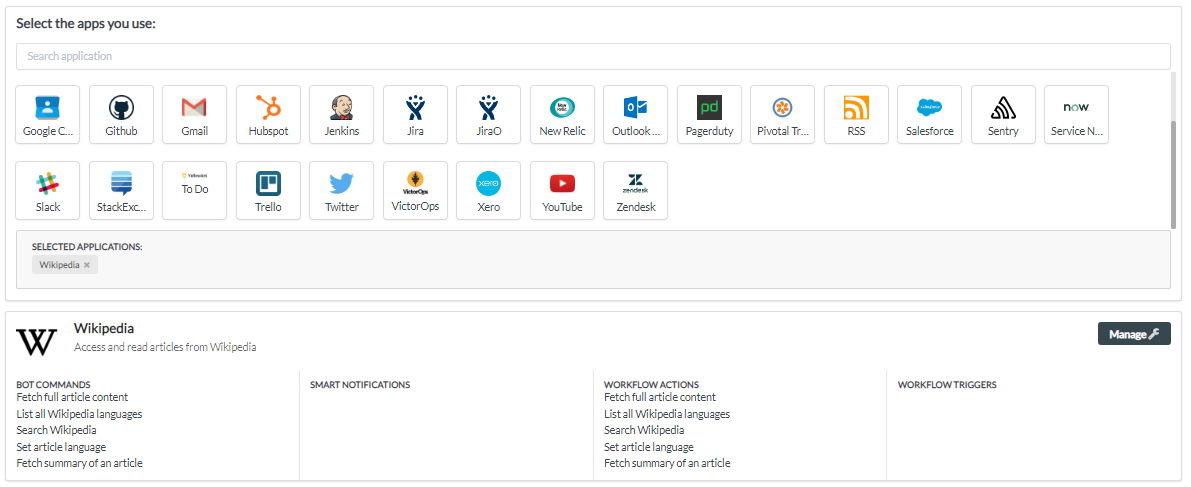 Select the apps you use:
Search application
Google C... Github Gmail Hubspot Jenkins Jira JiraO New Relic Outlook ... Pagerduty Pivotal Tr... RSS Salesforce Sentry Service N...
Slack StackExc... To Do Trello Twitter VictorOps Xero YouTube Zendesk
SELECTED APPLICATIONS:
Wikipedia ×
Wikipedia
Access and read articles from Wikipedia
Manage
BOT COMMANDS
Fetch full article content
List all Wikipedia languages
Search Wikipedia
Set article language
Fetch summary of an article
SMART NOTIFICATIONS
WORKFLOW ACTIONS
Fetch full article content
List all Wikipedia languages
Search Wikipedia
Set article language
Fetch summary of an article
WORKFLOW TRIGGERS